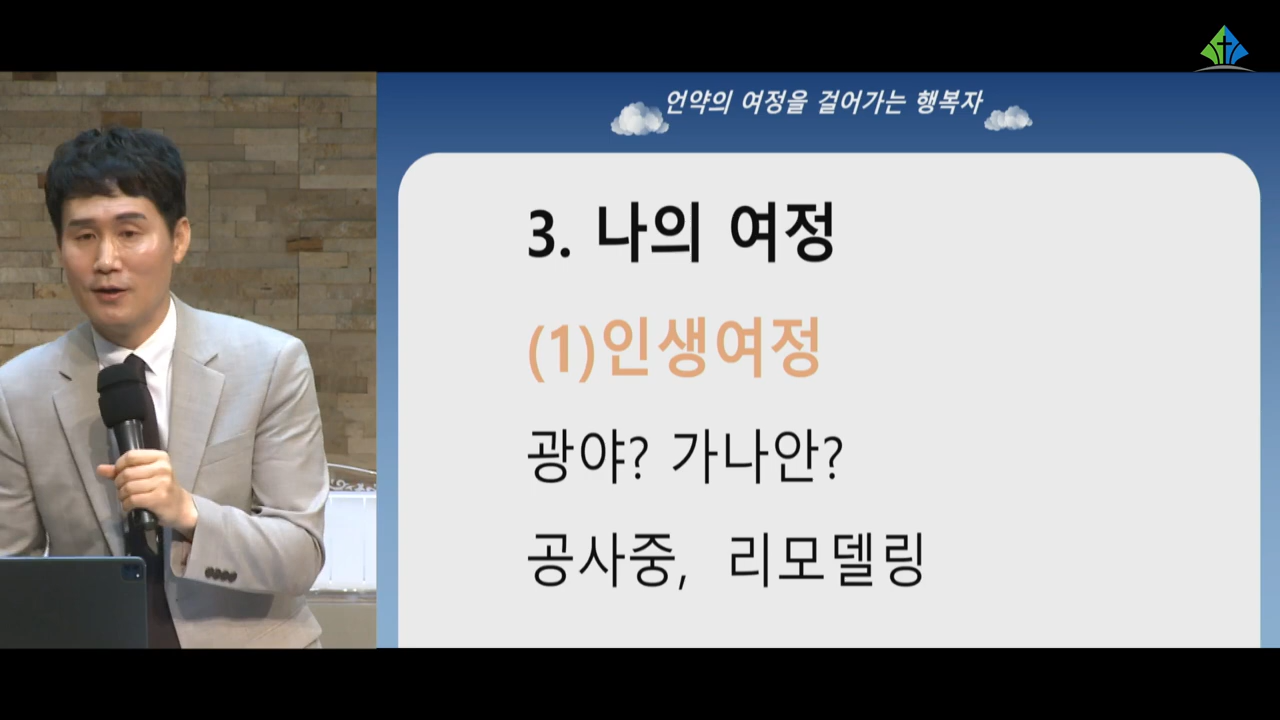 언약의 여정을 걸어가는 행복자
3. 나의 여정
(1)인생여정
광야? 가나안?
공사중, 리모델링